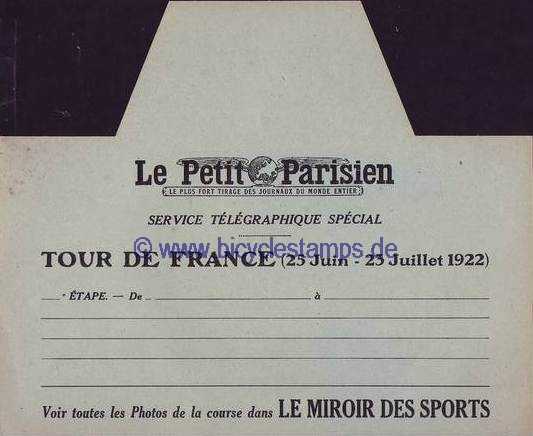 Le Petit Parisien
LE PLUS FORT TIRAGE DES JOURNAUX DU MONDE ENTIER
SERVICE TÉLÉGRAPHIQUE SPÉCIAL
© www.bicyclestamps.de
TOUR DE FRANCE (25 Juin - 23 Juillet 1922)
ᵉ ÉTAPE. — De à
Voir toutes les Photos de la course dans LE MIROIR DES SPORTS